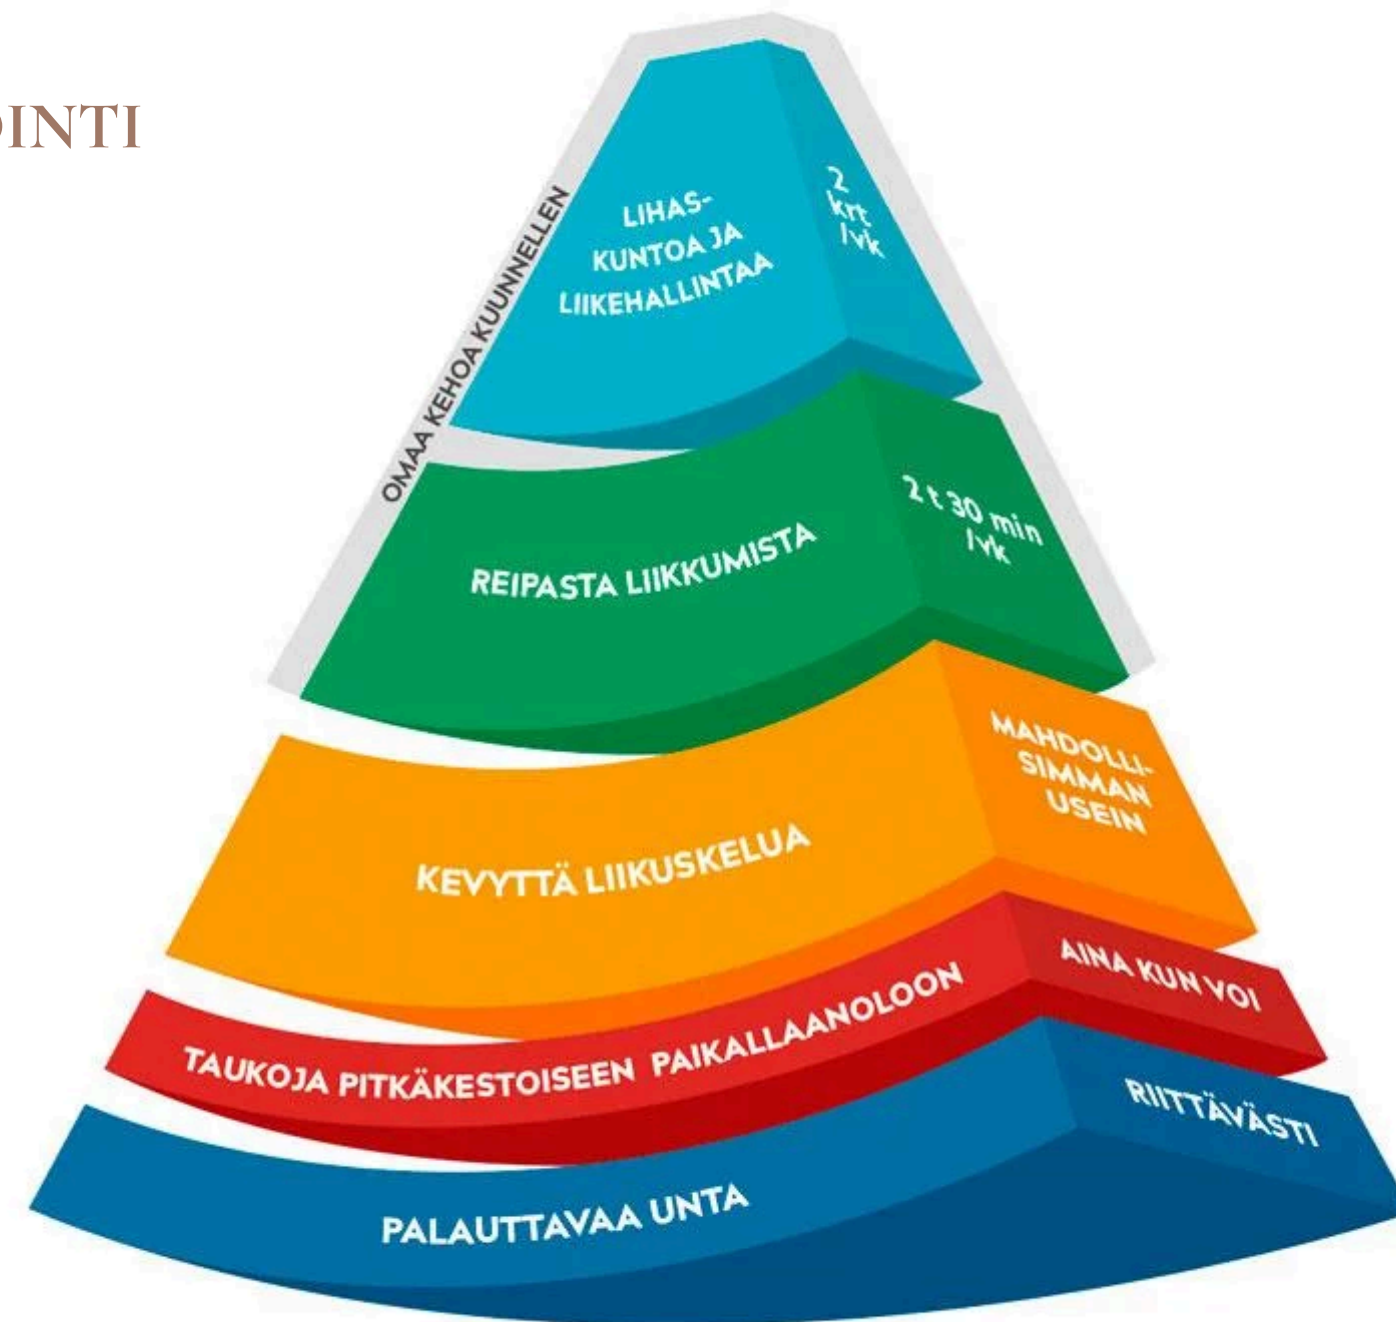 OMAA KEHOA KUUNNELLEN
LIHAS-
KUNTOA JA
LIIKEHALLINTAA
2
krt
/vk
REIPASTA LIIKKUMISTA
2 t 30 min
/vk
KEVYTTÄ LIIKUSKELUA
MAHDOLLI-
SIMMAN
USEIN
TAUKOJA PITKÄKESTOISEEN PAIKALLAANOLOON
AINA KUN VOI
PALAUTTAVAA UNTA
RIITTÄVÄSTI